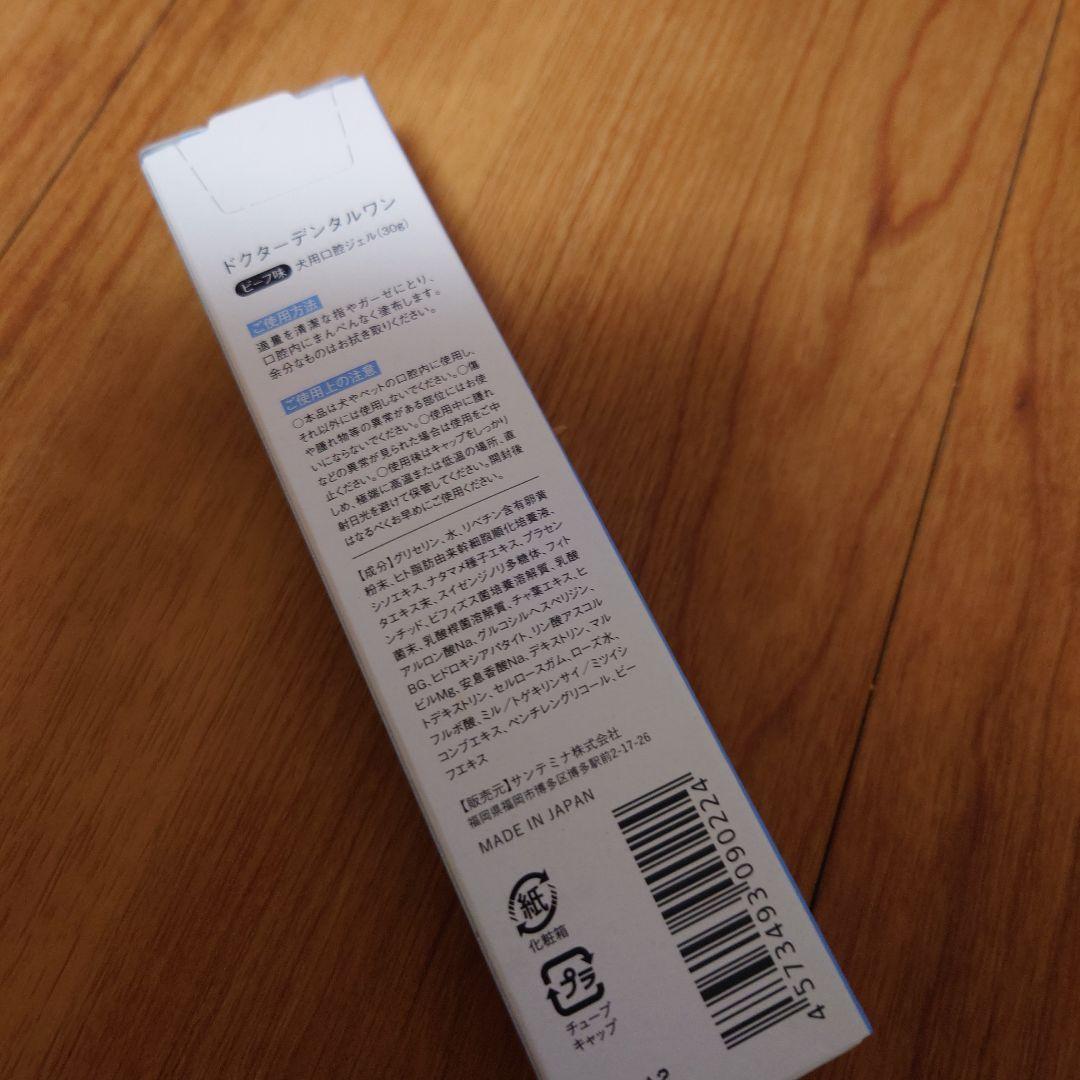 ドクターデンタルワン
ビーフ味 犬用口腔ジェル(30g)
ご使用方法
適量を清潔な指やガーゼにとり、
口腔内にまんべんなく塗布します。
余分なものはお拭き取りください。
ご使用上の注意
○本品は犬やペットの口腔内に使用し、
それ以外には使用しないでください。○傷
や腫れ物等の異常がある部位にはお使
いにならないでください。○使用中に腫れ
などの異常が見られた場合は使用をご中
止ください。○使用後はキャップをしっかり
しめ、極端に高温または低温の場所、直
射日光を避けて保管してください。開封後
はなるべくお早めにご使用ください。
【成分】グリセリン、水、リベチン含有卵黄
粉末、ヒト脂肪由来幹細胞順化培養液、
シソエキス、ナタマメ種子エキス、プラセン
タエキス末、スイゼンジノリ多糖体、フィト
ンチッド、ビフィズス菌培養溶解質、乳酸
菌末、乳酸桿菌溶解質、チャ葉エキス、ヒ
アルロン酸Na、グルコシルヘスペリジン、
BG、ヒドロキシアパタイト、リン酸アスコル
ビルMg、安息香酸Na、デキストリン、マル
トデキストリン、セルロースガム、ローズ水、
フルボ酸、ミル/トゲキリンサイ/ミツイシ
コンブエキス、ペンチレングリコール、ビー
フエキス
【販売元】サンテミナ株式会社
福岡県福岡市博多区博多駅前2-17-26
MADE IN JAPAN
4 573493 090224
紙
化粧箱
プラ
チューブ
キャップ